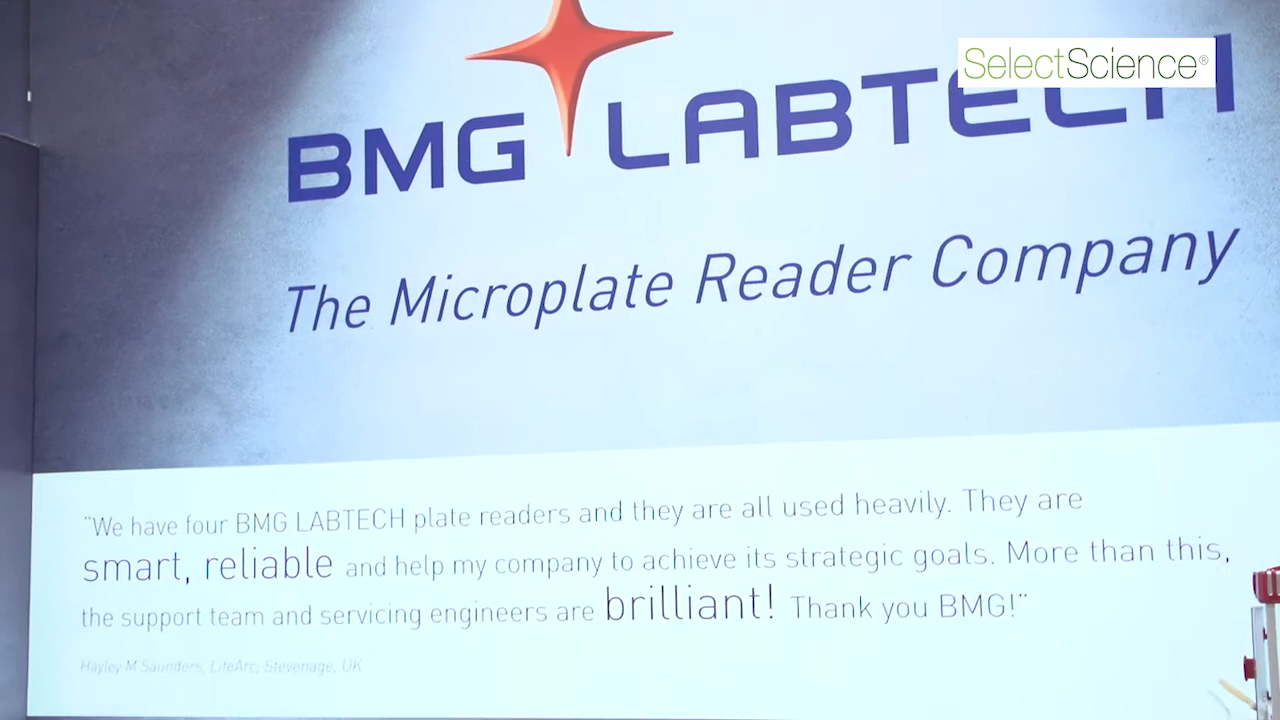 SelectScience®
BMG LABTECH
The Microplate Reader Company
"We have four BMG LABTECH plate readers and they are all used heavily. They are
smart, reliable and help my company to achieve its strategic goals. More than this,
the support team and servicing engineers are brilliant! Thank you BMG!"
Hayley M Saunders, LifeArc, Stevenage, UK